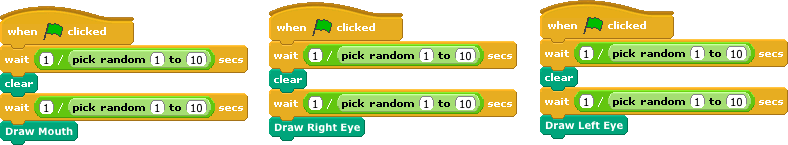 when clicked
wait 1 / pick random 1 to 10 secs
clear
wait 1 / pick random 1 to 10 secs
Draw Mouth
when clicked
wait 1 / pick random 1 to 10 secs
clear
wait 1 / pick random 1 to 10 secs
Draw Right Eye
when clicked
wait 1 / pick random 1 to 10 secs
clear
wait 1 / pick random 1 to 10 secs
Draw Left Eye